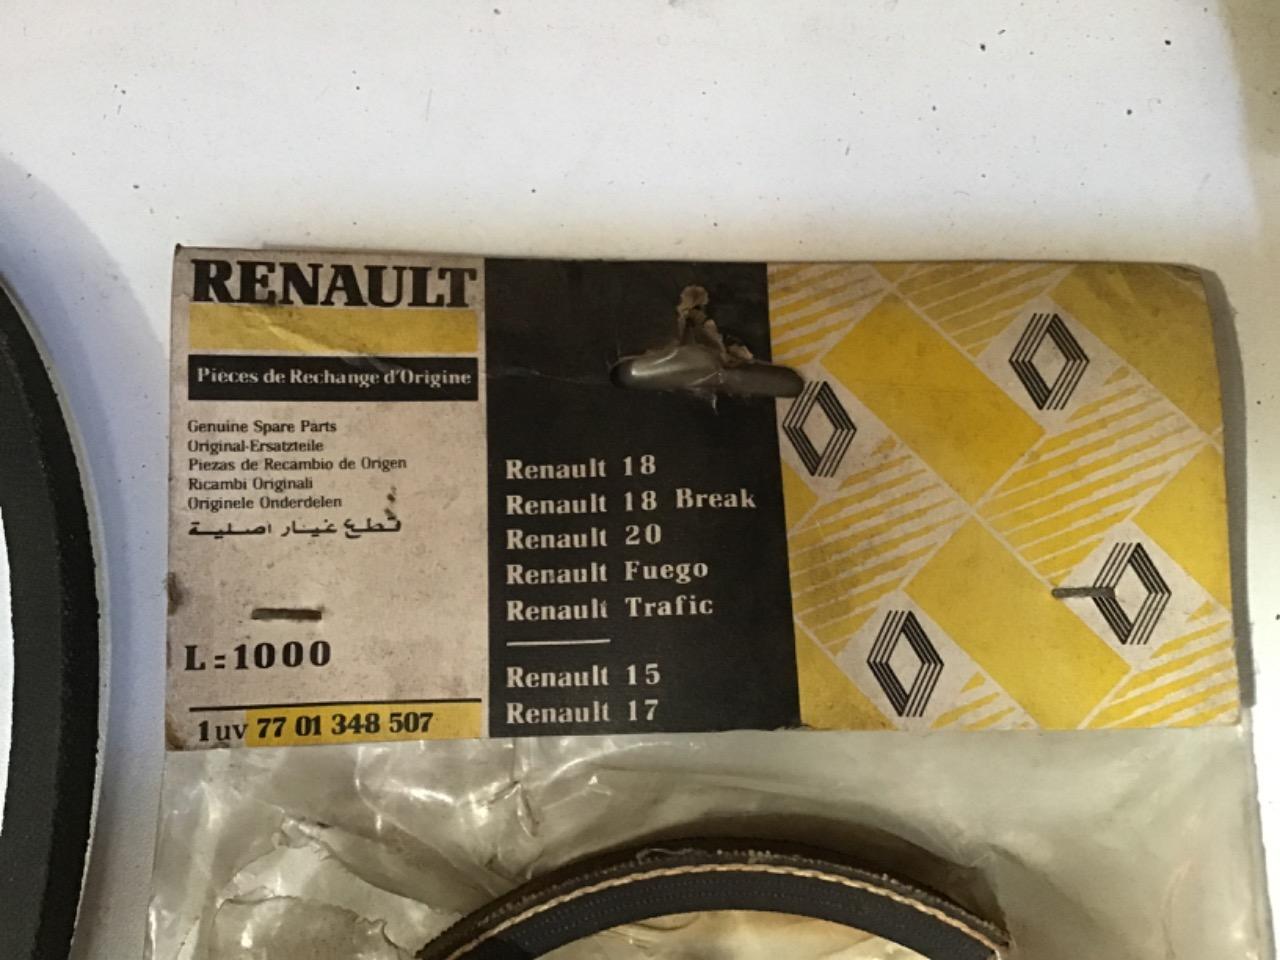 RENAULT
Pièces de Rechange d'Origine
Genuine Spare Parts
Original-Ersatzteile
Piezas de Recambio de Origen
Ricambi Originali
Originele Onderdelen
قطع غيار اصلية
L=1000
1uv 77 01 348 507
Renault 18
Renault 18 Break
Renault 20
Renault Fuego
Renault Trafic
Renault 15
Renault 17